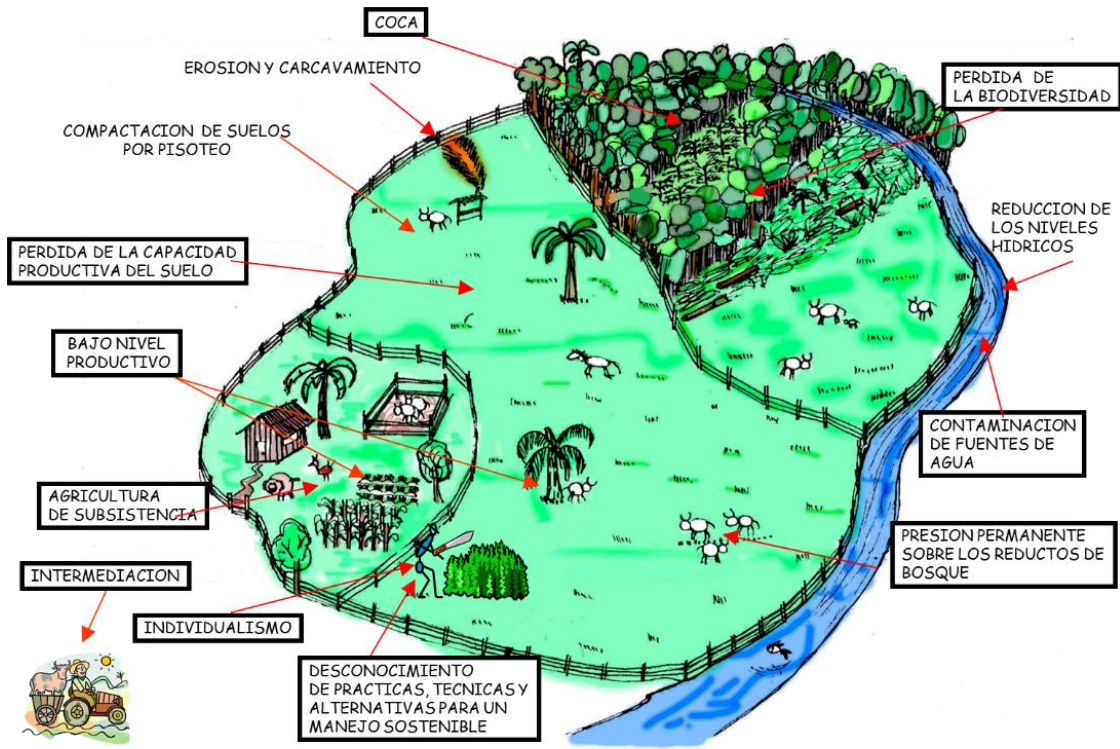 COCA
EROSION Y CARCAVAMIENTO
PERDIDA DE
LA BIODIVERSIDAD
COMPACTACION DE SUELOS
POR PISOTEO
REDUCCION DE
LOS NIVELES
HIDRICOS
PERDIDA DE LA CAPACIDAD
PRODUCTIVA DEL SUELO
BAJO NIVEL
PRODUCTIVO
CONTAMINACION
DE FUENTES DE
AGUA
AGRICULTURA
DE SUBSISTENCIA
PRESION PERMANENTE
SOBRE LOS REDUCTOS DE
BOSQUE
INTERMEDIACION
INDIVIDUALISMO
DESCONOCIMIENTO
DE PRACTICAS, TECNICAS Y
ALTERNATIVAS PARA UN
MANEJO SOSTENIBLE